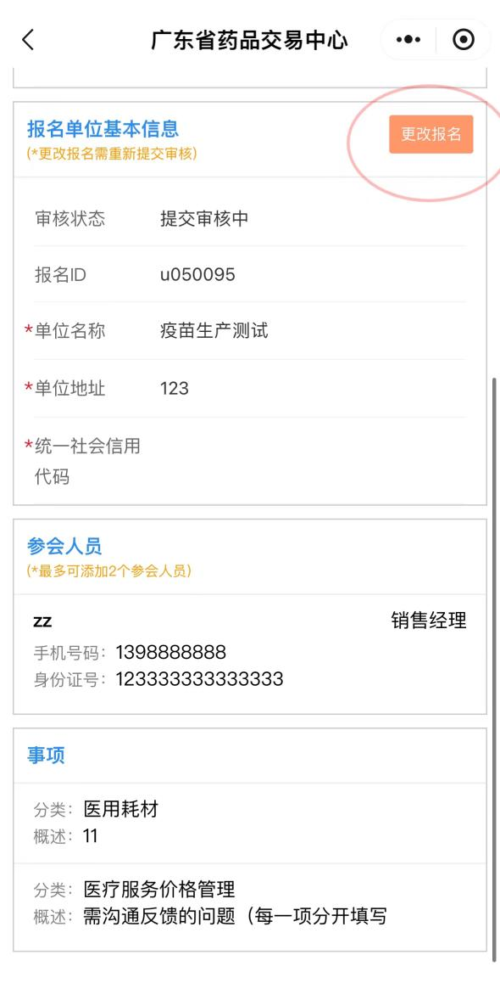 广东省药品交易中心
报名单位基本信息
更改报名
(*更改报名需重新提交审核)
审核状态 提交审核中
报名ID u050095
*单位名称 疫苗生产测试
*单位地址 123
*统一社会信用
代码
参会人员
(*最多可添加2个参会人员)
zz 销售经理
手机号码：1398888888
身份证号：123333333333333
事项
分类：医用耗材
概述：11
分类：医疗服务价格管理
概述：需沟通反馈的问题（每一项分开填写